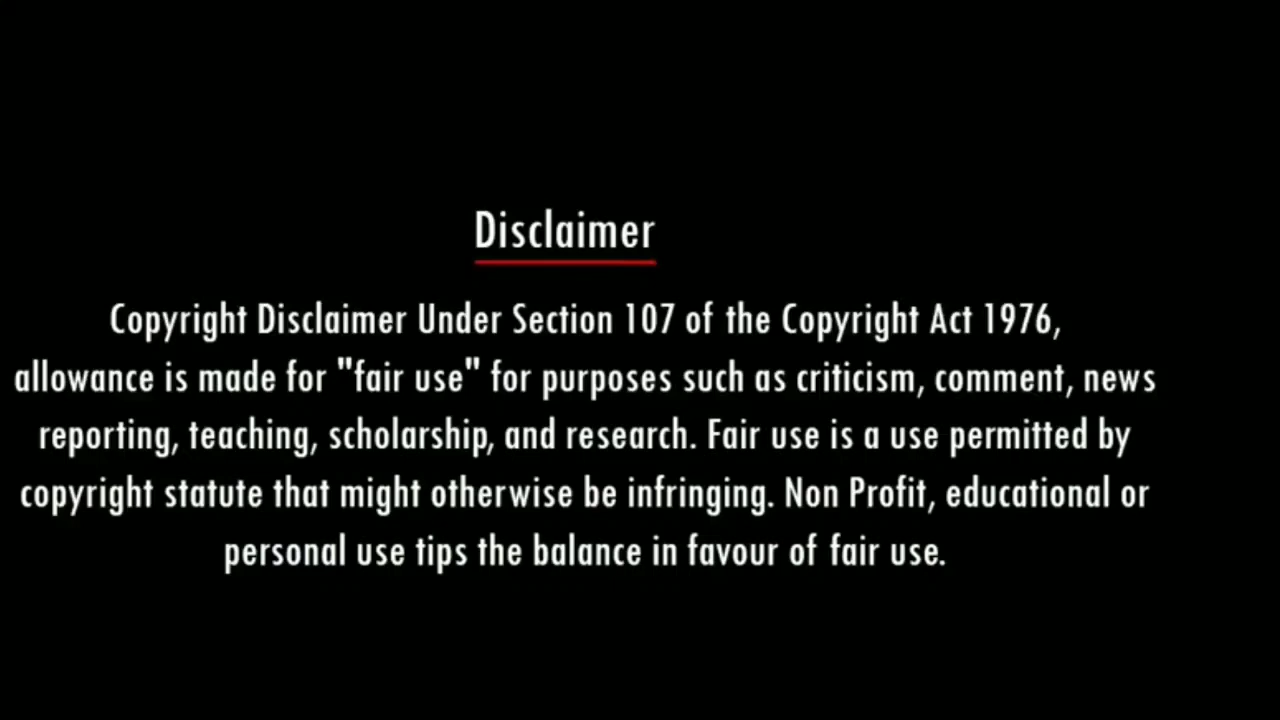 Disclaimer
Copyright Disclaimer Under Section 107 of the Copyright Act 1976,
allowance is made for "fair use" for purposes such as criticism, comment, news
reporting, teaching, scholarship, and research. Fair use is a use permitted by
copyright statute that might otherwise be infringing. Non Profit, educational or
personal use tips the balance in favour of fair use.